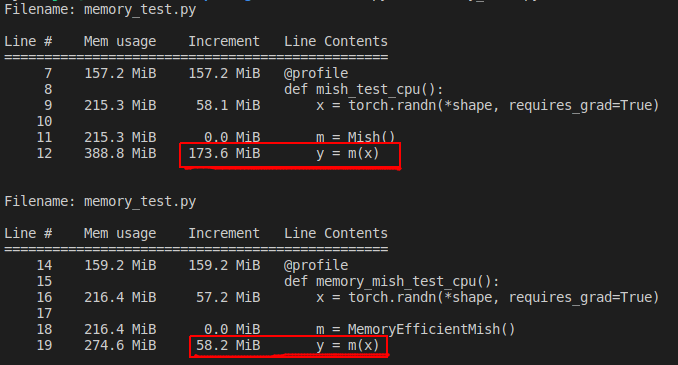 Filename: memory_test.py
Line # Mem usage Increment Line Contents
================================================
7 157.2 MiB 157.2 MiB @profile
8 def mish_test_cpu():
9 215.3 MiB 58.1 MiB x = torch.randn(*shape, requires_grad=True)
10
11 215.3 MiB 0.0 MiB m = Mish()
12 388.8 MiB 173.6 MiB y = m(x)
Filename: memory_test.py
Line # Mem usage Increment Line Contents
================================================
14 159.2 MiB 159.2 MiB @profile
15 def memory_mish_test_cpu():
16 216.4 MiB 57.2 MiB x = torch.randn(*shape, requires_grad=True)
17
18 216.4 MiB 0.0 MiB m = MemoryEfficientMish()
19 274.6 MiB 58.2 MiB y = m(x)